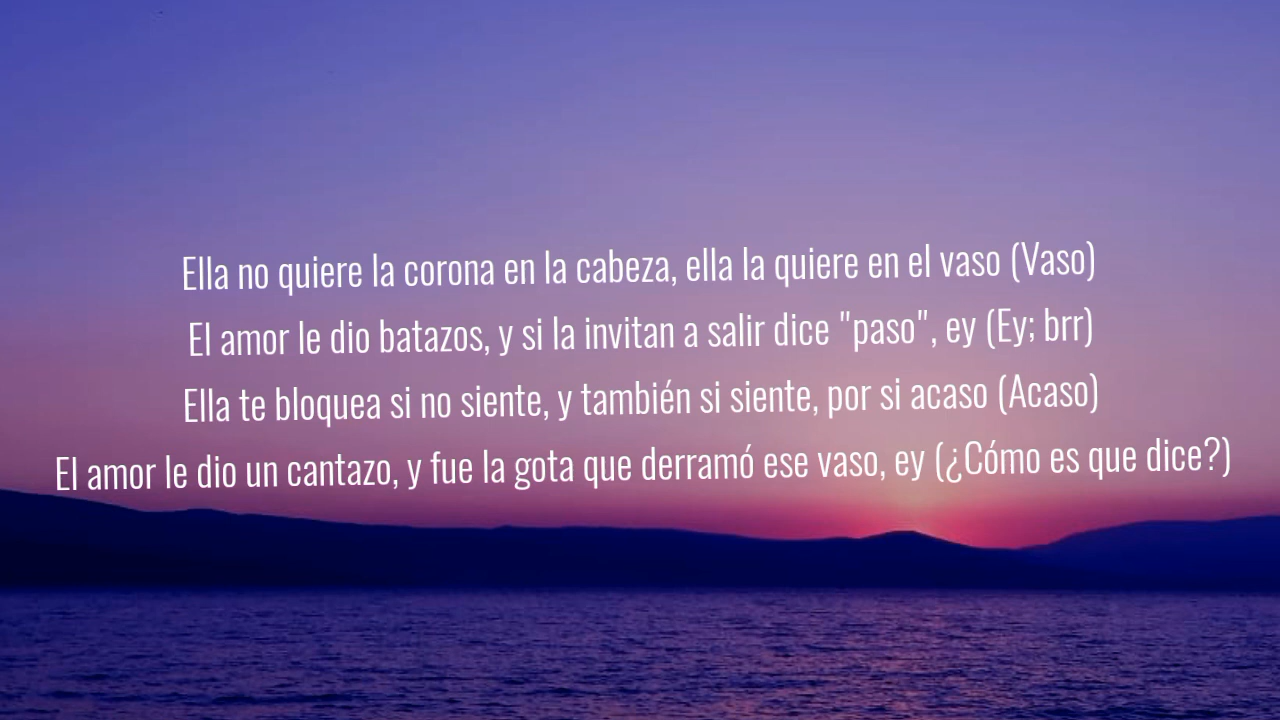 Ella no quiere la corona en la cabeza, ella la quiere en el vaso (Vaso)
El amor le dio batazos, y si la invitan a salir dice "paso", ey (Ey; brr)
Ella te bloquea si no siente, y también si siente, por si acaso (Acaso)
El amor le dio un cantazo, y fue la gota que derramó ese vaso, ey (¿Cómo es que dice?)